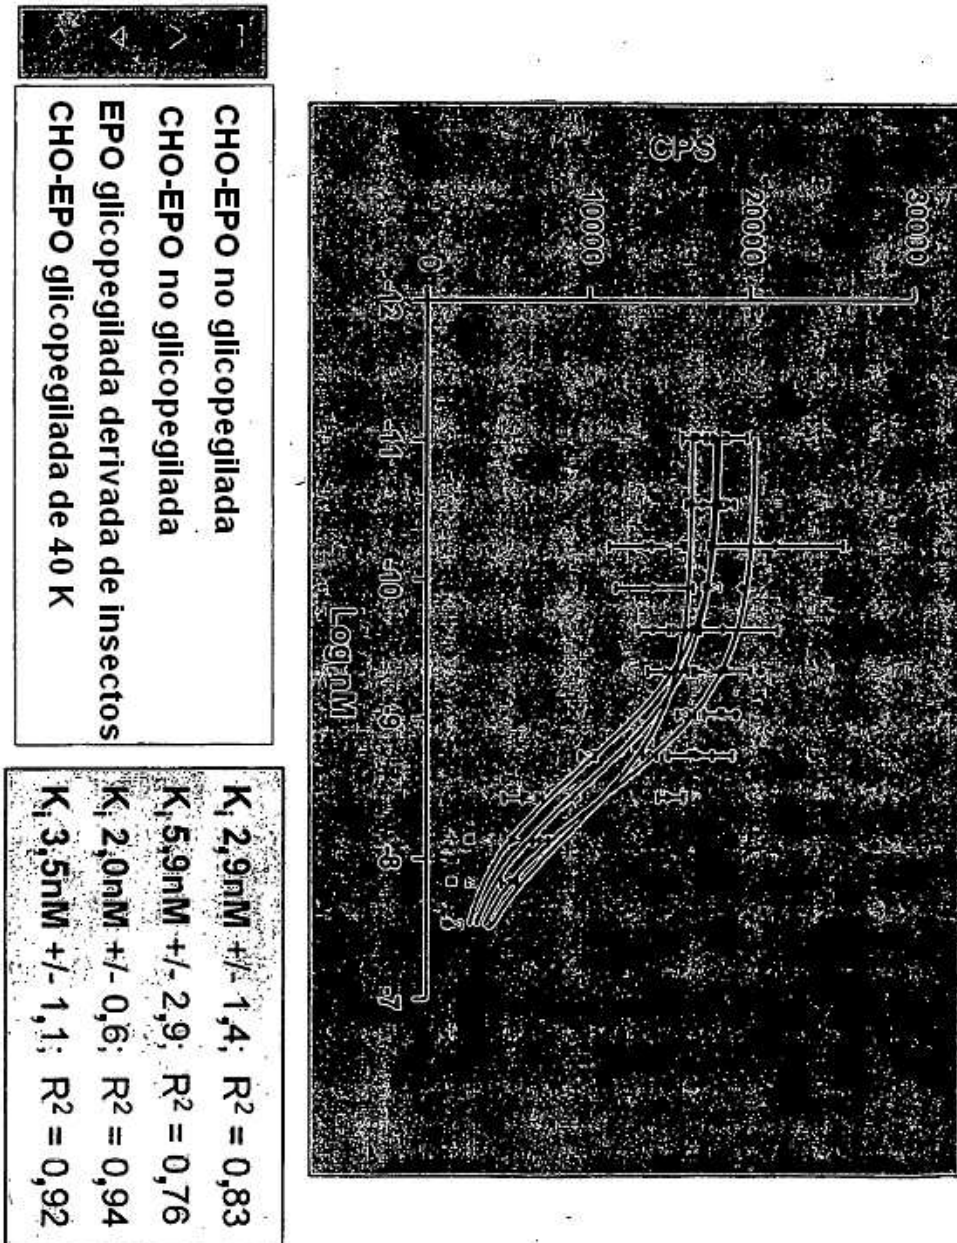 CPS
30000
20000
10000
0
-12
-11
-10
-9
-8
-7
Log nM
CHO-EPO no glicopegilada
CHO-EPO no glicopegilada
EPO glicopegilada derivada de insectos
CHO-EPO glicopegilada de 40 K
Ki 2,9nM +/- 1,4; R² = 0,83
Ki 5,9nM +/- 2,9; R² = 0,76
Ki 2,0nM +/- 0,6; R² = 0,94
Ki 3,5nM +/- 1,1; R² = 0,92